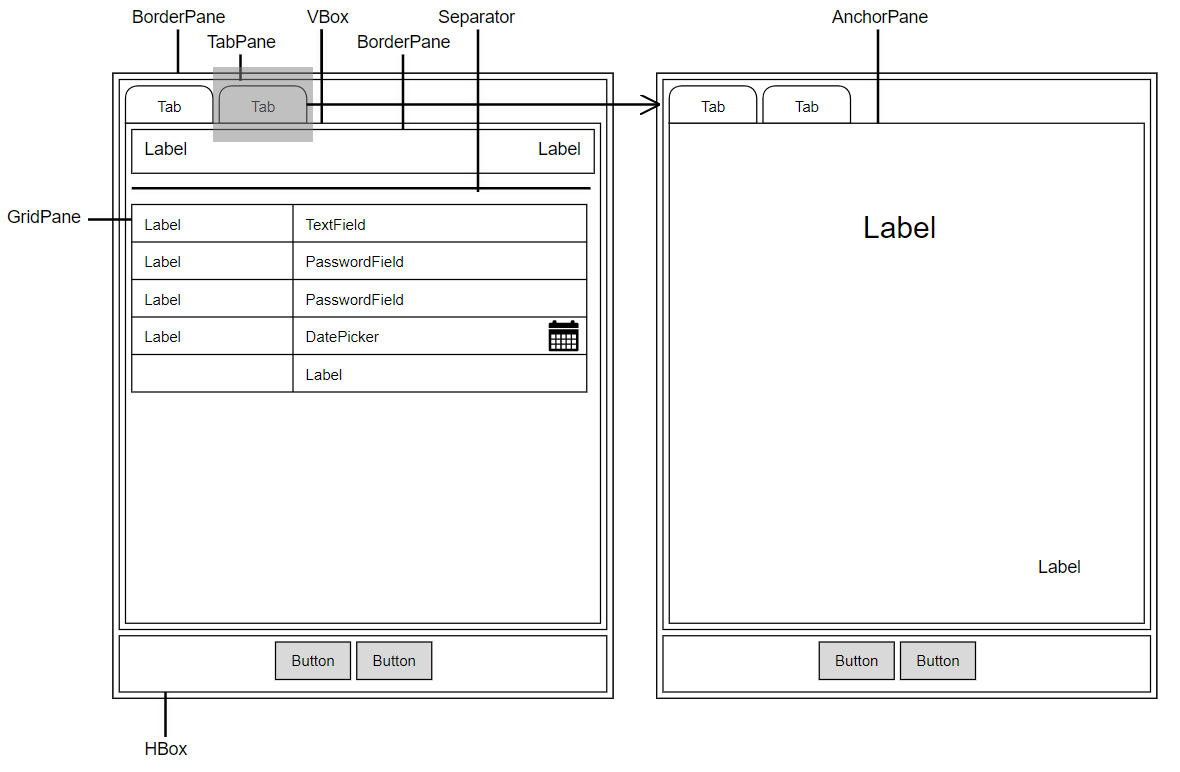 BorderPane VBox Separator AnchorPane
TabPane BorderPane
Tab Tab Tab Tab
Label Label
GridPane
Label TextField
Label PasswordField
Label PasswordField
Label DatePicker
Label
Label
Label
Button Button Button Button
HBox